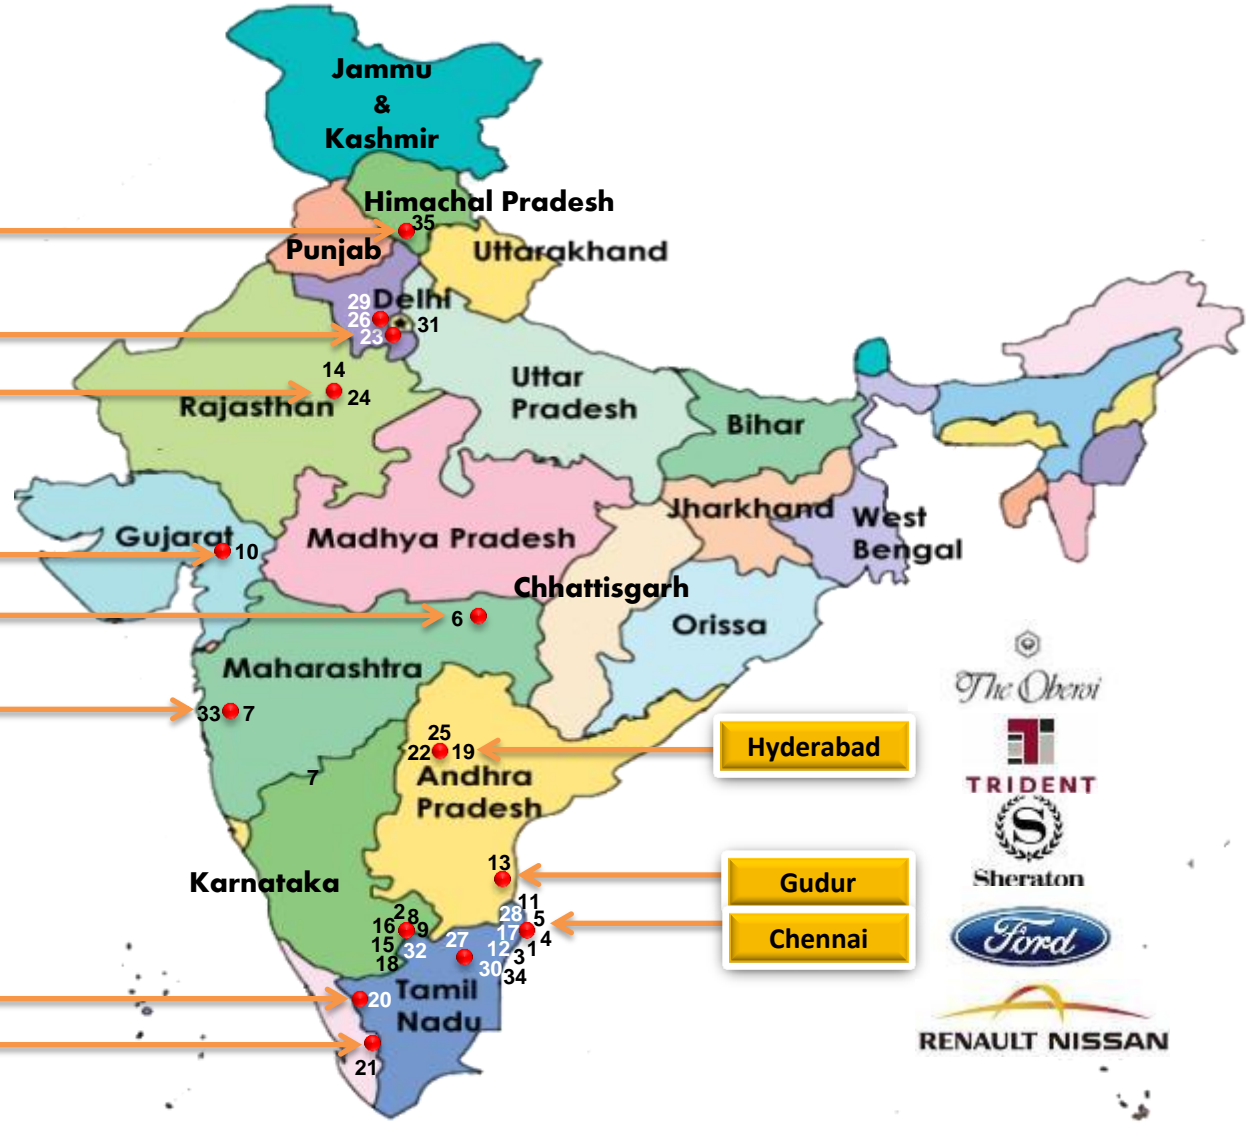 Jammu
&
Kashmir
Himachal Pradesh
35
Punjab
Uttarakhand
Delhi
29
26
31
23
14
24
Rajasthan
Uttar
Pradesh
Bihar
Gujarat
10
Madhya Pradesh
Jharkhand
West
Bengal
Chhattisgarh
6
Orissa
Maharashtra
33
7
25
22
19
Hyderabad
7
Andhra
Pradesh
The Oberoi
TRIDENT
S
Sheraton
13
Gudur
Karnataka
2
8
16
9
15
32
18
11
28
5
17
4
12
1
3
27
30
34
Chennai
Ford
20
Tamil
Nadu
21
RENAULT NISSAN